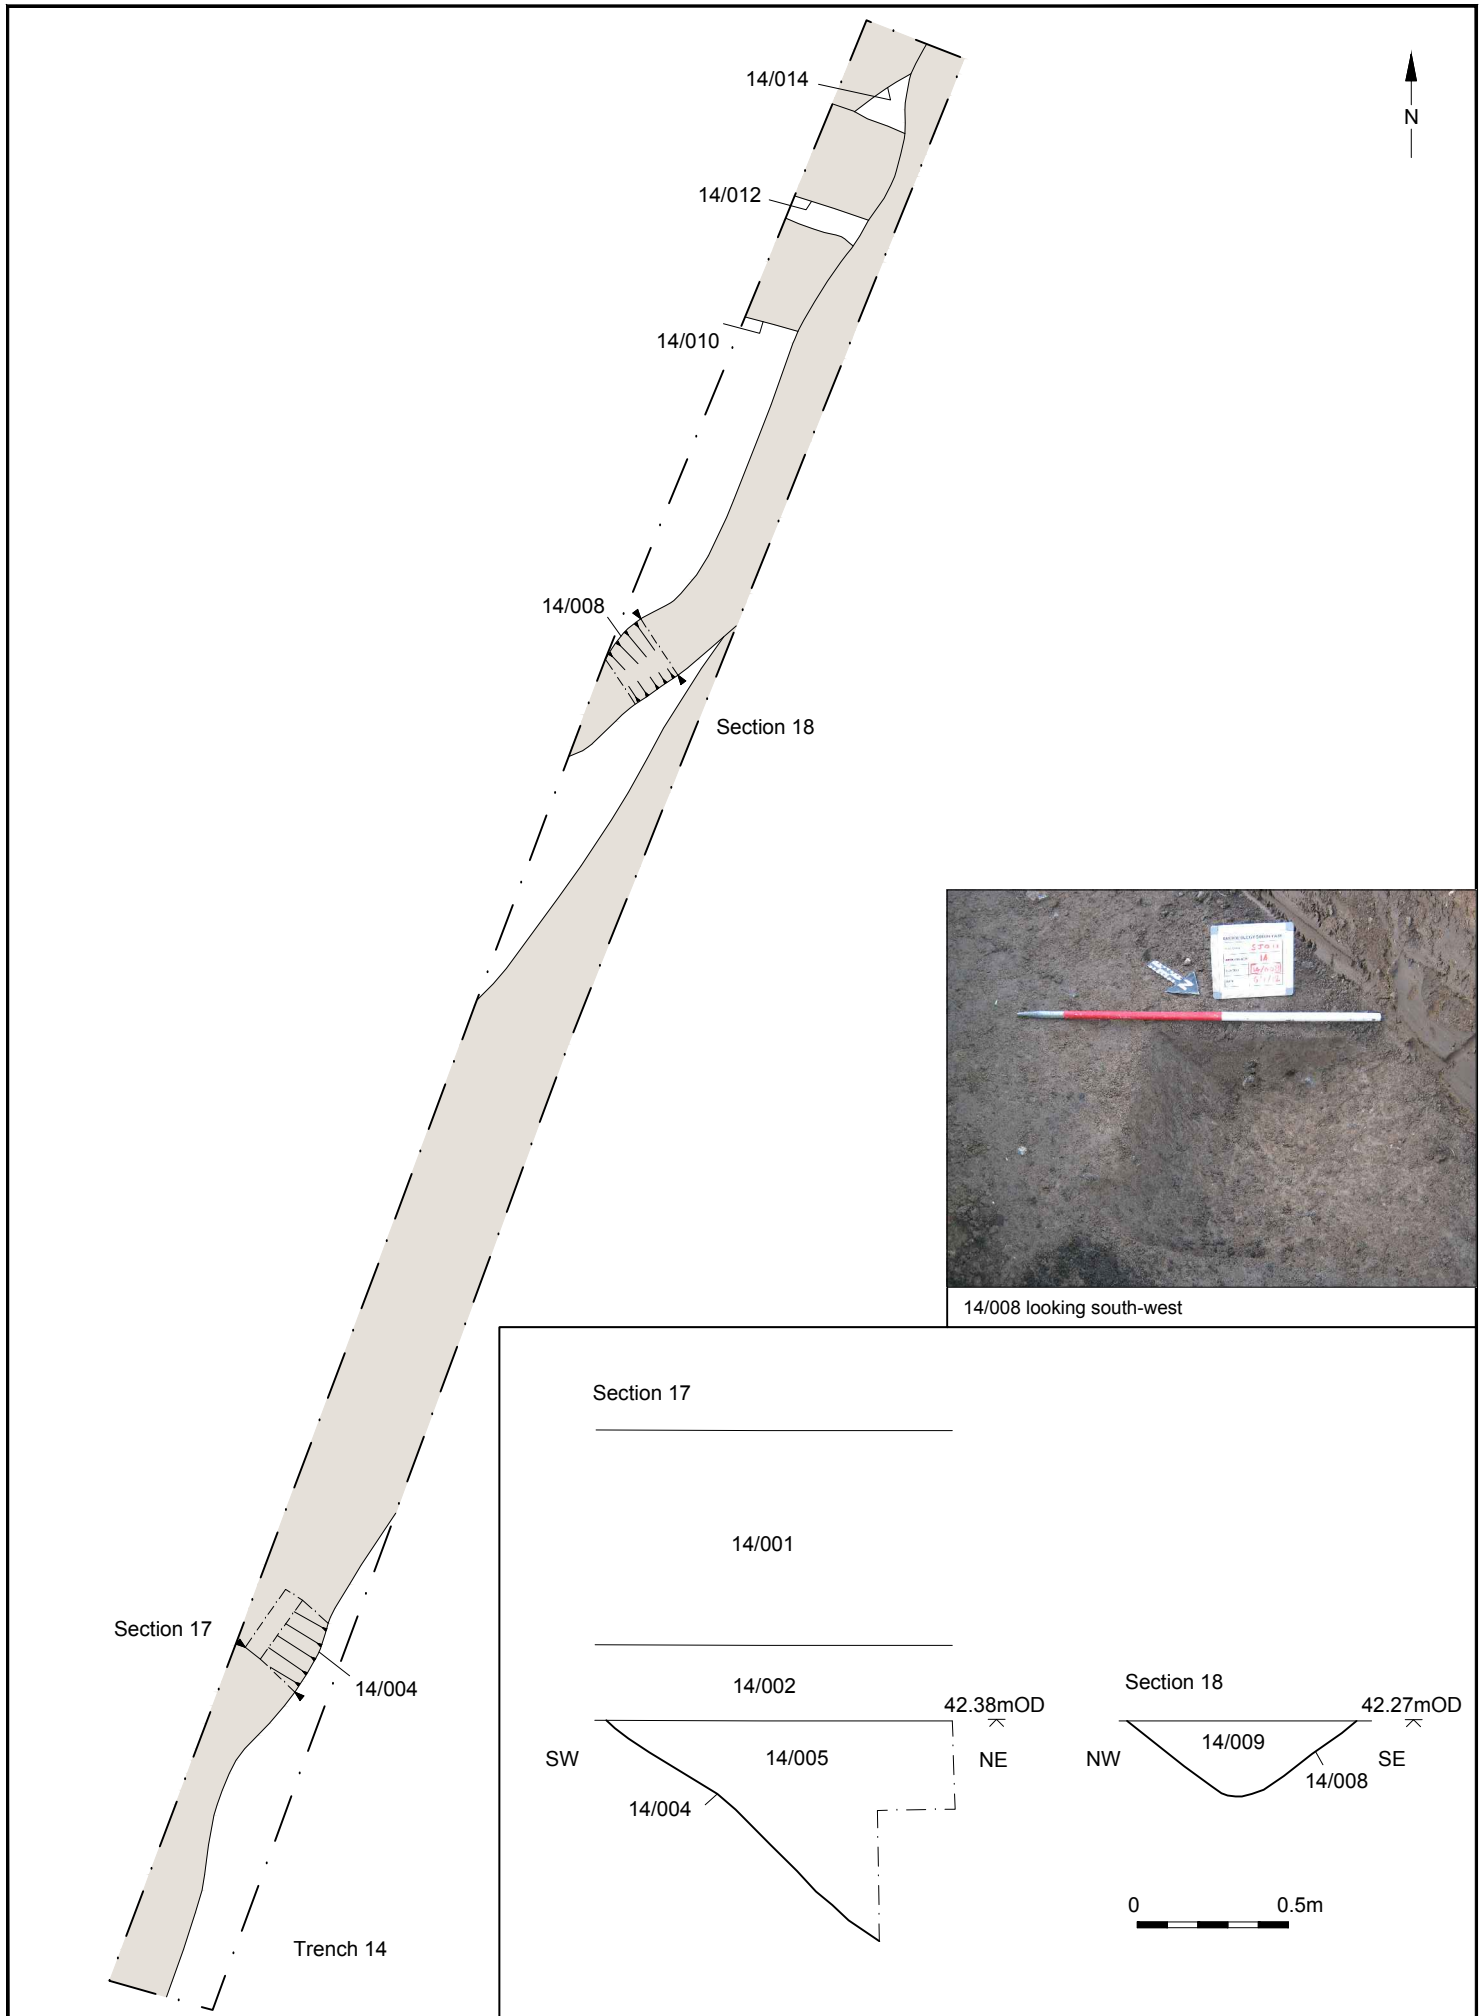 14/014
N
14/012
14/010
14/008
Section 18
14/008 looking south-west
Section 17
14/001
Section 17
14/004
14/002
42.38mOD
Section 18
42.27mOD
SW
14/005
NE
NW
14/009
SE
14/004
14/008
0 0.5m
Trench 14